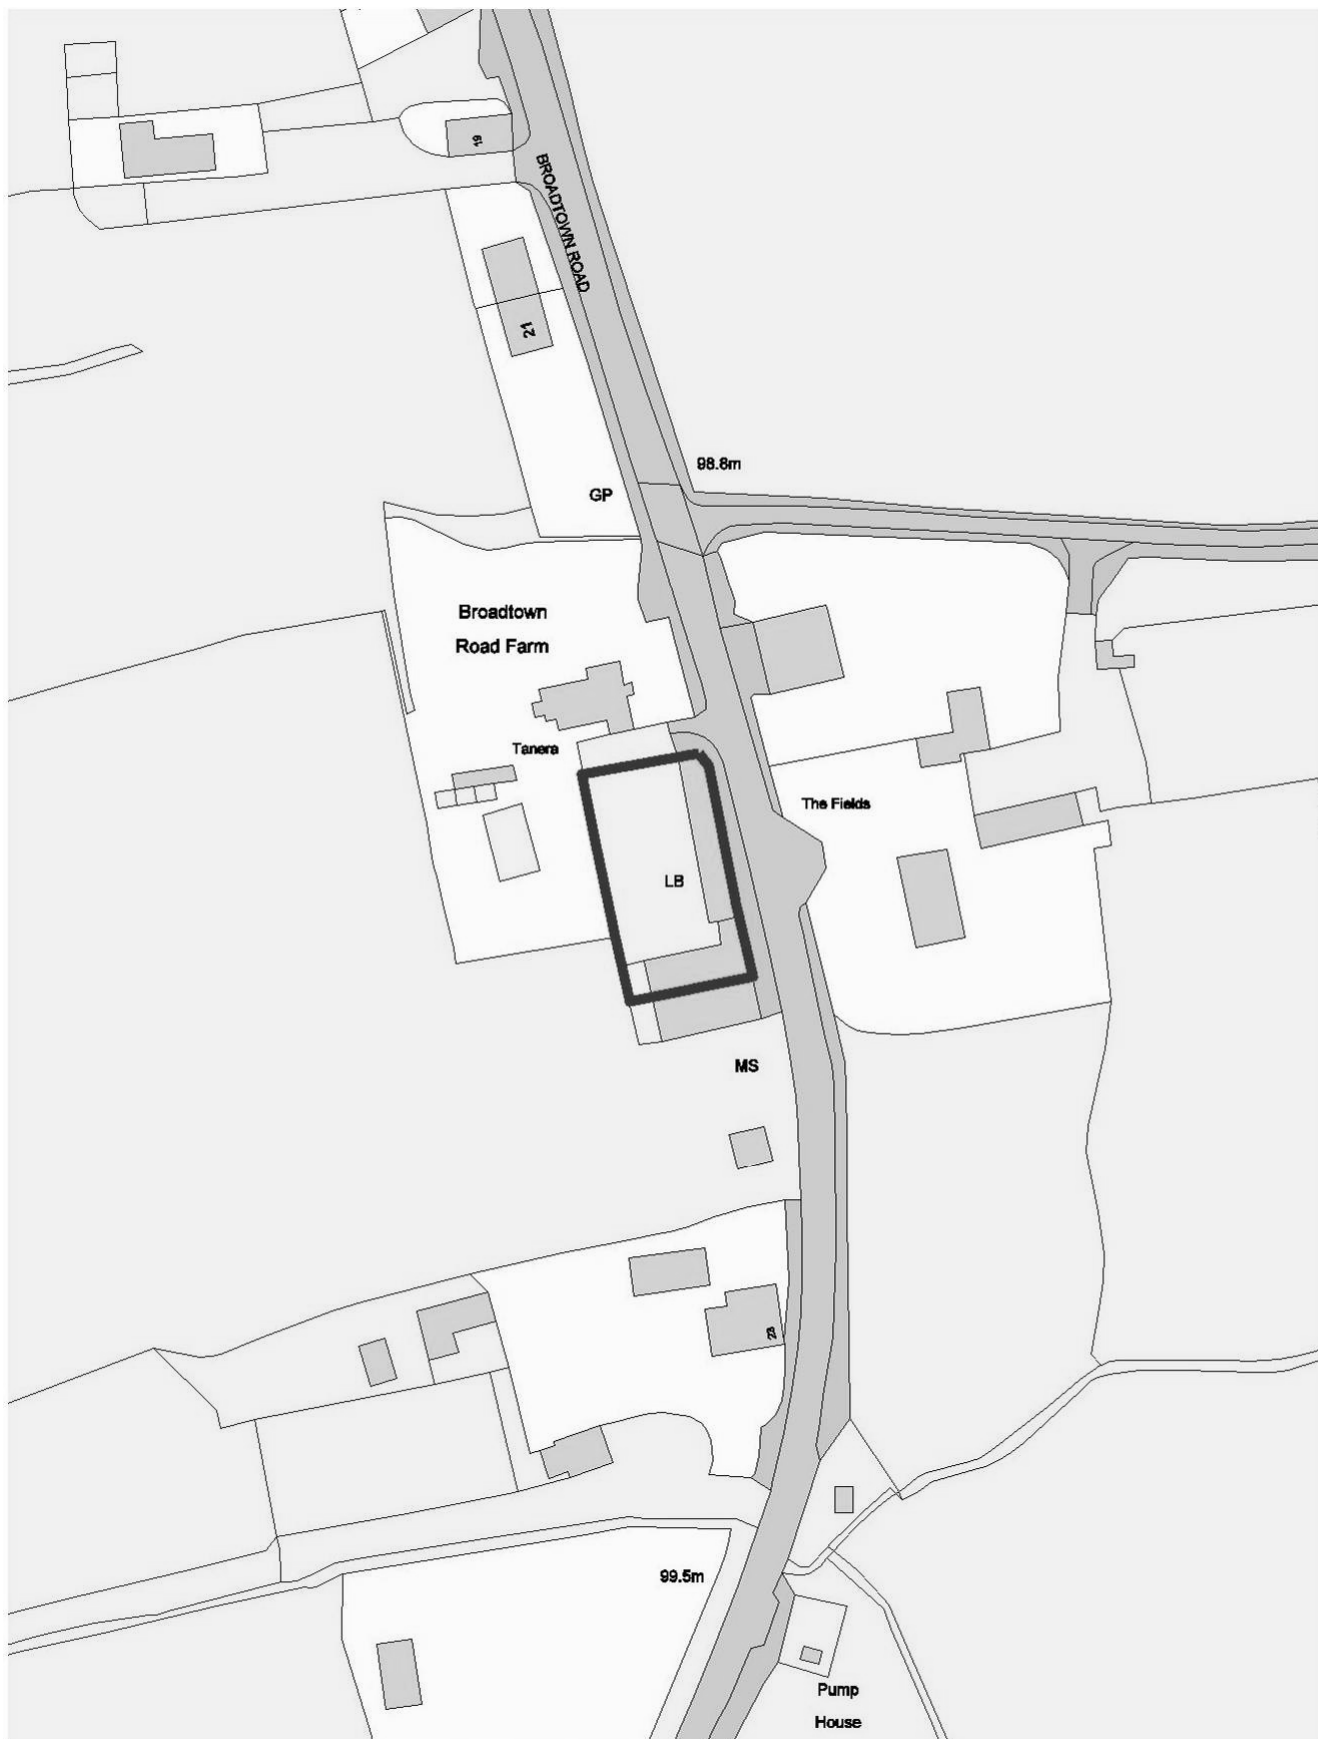 19
BROADTOWN ROAD
21
98.8m
GP
Broadtown
Road Farm
Tanera
The Fields
LB
MS
23
99.5m
Pump
House